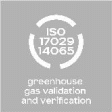 ISO
17029
14065
greenhouse
gas validation
and verification